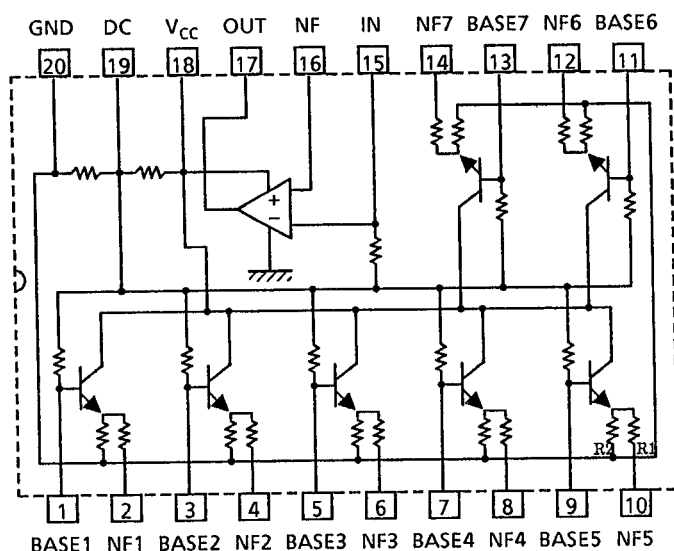 GND DC VCC OUT NF IN NF7 BASE7 NF6 BASE6
20 19 18 17 16 15 14 13 12 11
+
−
R2 R1
1 2 3 4 5 6 7 8 9 10
BASE1 NF1 BASE2 NF2 BASE3 NF3 BASE4 NF4 BASE5 NF5